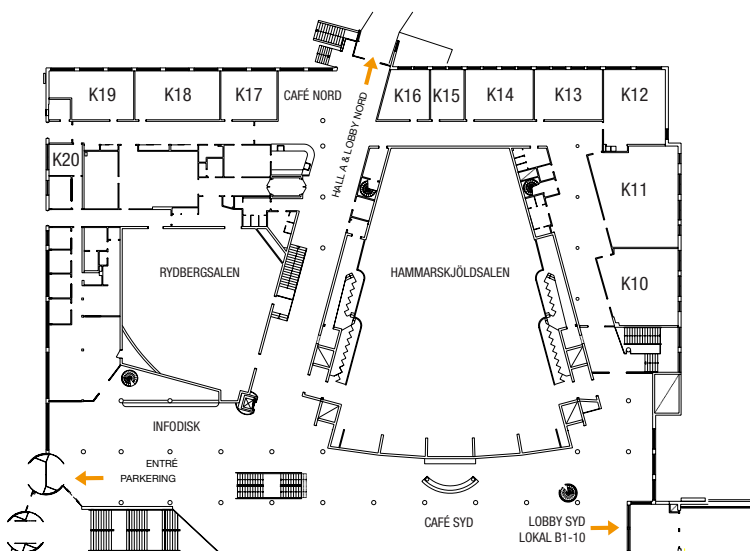 K19
K18
K17
CAFÉ NORD
HALL A & LOBBY NORD
K16
K15
K14
K13
K12
K20
K11
RYDBERGSALEN
HAMMARSKJÖLDSALEN
K10
INFODISK
ENTRÉ
PARKERING
CAFÉ SYD
LOBBY SYD
LOKAL B1-10